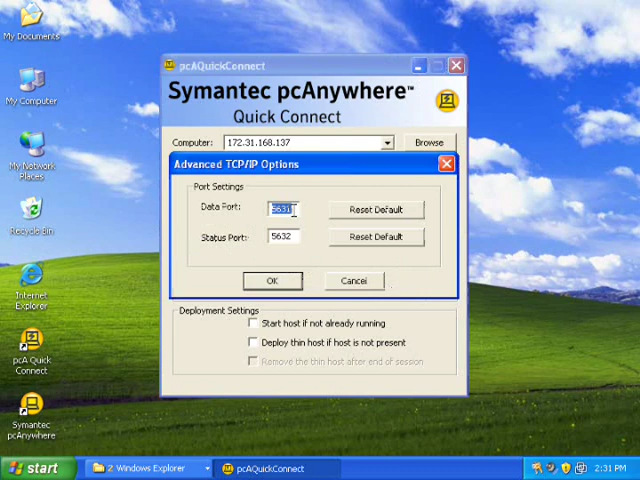 My Documents
My Computer
My Network
Places
Recycle Bin
Internet
Explorer
pcA Quick
Connect
Symantec
pcAnywhere
pcAQuickConnect
Symantec pcAnywhere™
Quick Connect
Computer: 172.31.168.137 Browse
Advanced TCP/IP Options
Port Settings
Data Port: 5631 Reset Default
Status Port: 5632 Reset Default
OK Cancel
Deployment Settings
Start host if not already running
Deploy thin host if host is not present
Remove the thin host after end of session
start 2 Windows Explorer pcAQuickConnect 2:31 PM